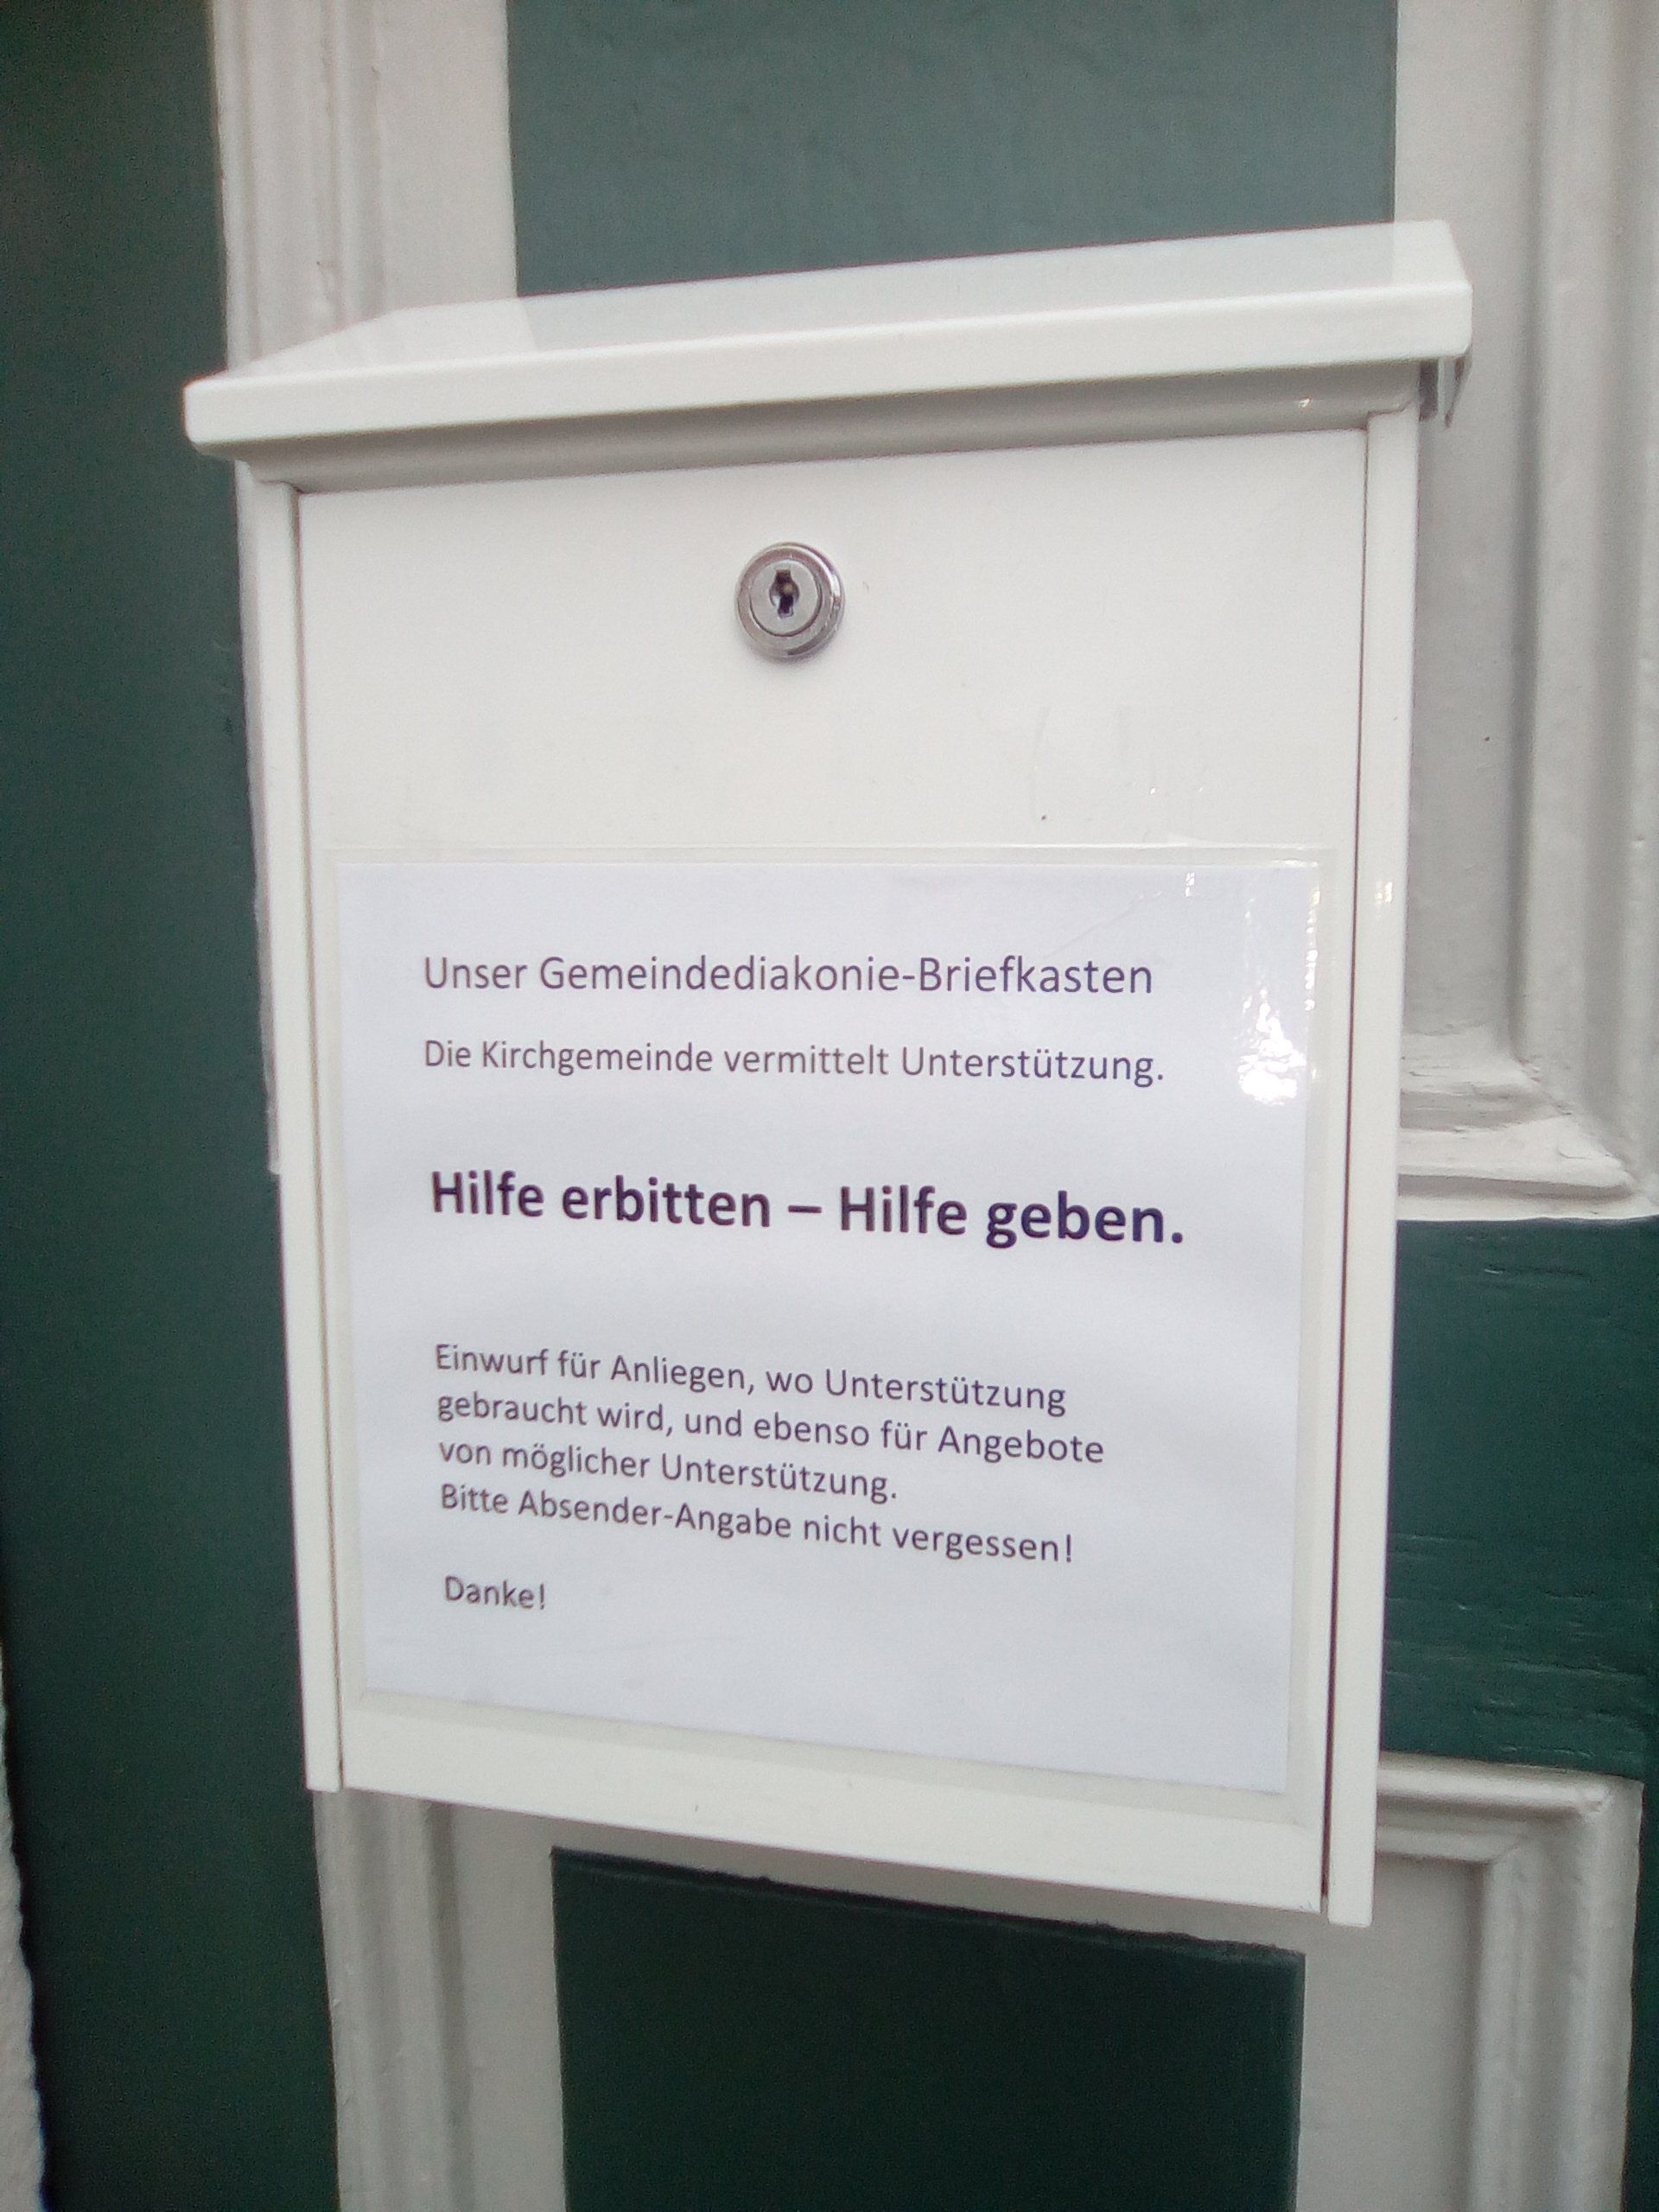 Unser Gemeindediakonie-Briefkasten
Die Kirchgemeinde vermittelt Unterstützung.
Hilfe erbitten – Hilfe geben.
Einwurf für Anliegen, wo Unterstützung
gebraucht wird, und ebenso für Angebote
von möglicher Unterstützung.
Bitte Absender-Angabe nicht vergessen!
Danke!